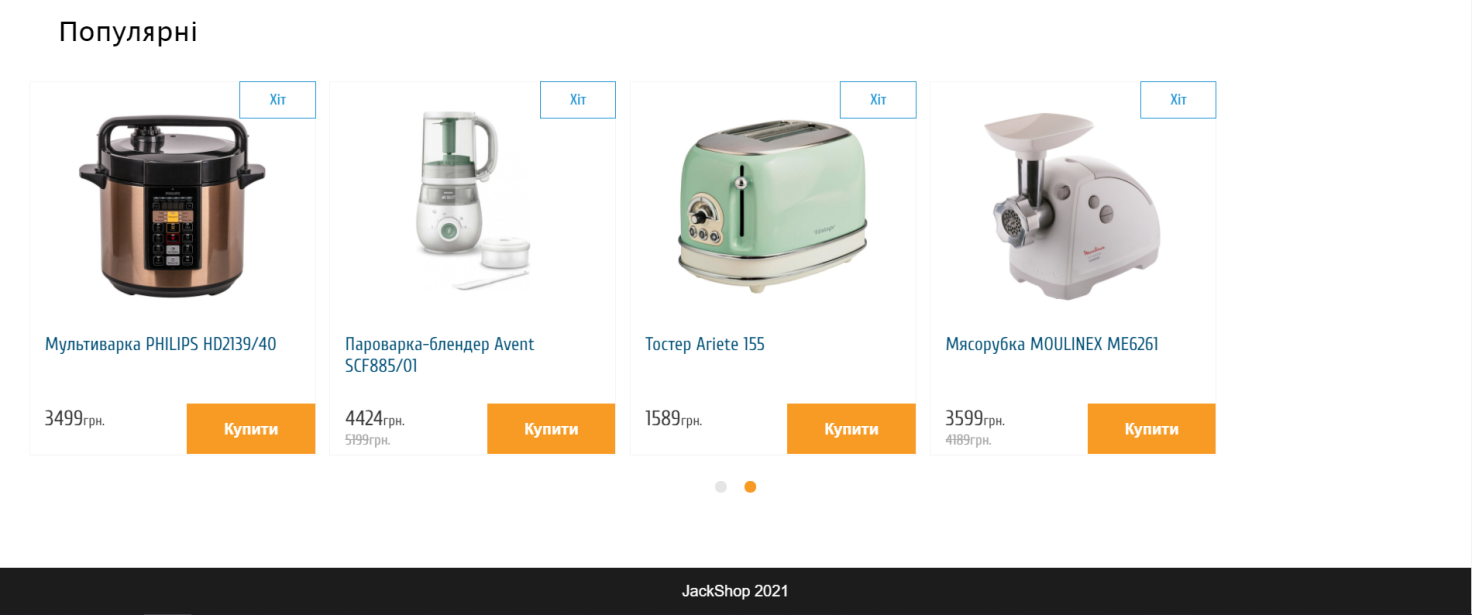 Популярні
Хіт
Хіт
Хіт
Хіт
Мультиварка PHILIPS HD2139/40
Пароварка-блендер Avent
SCF885/01
Тостер Ariete 155
Мясорубка MOULINEX ME6261
3499грн.
Купити
4424грн.
5199грн.
Купити
1589грн.
Купити
3599грн.
4189грн.
Купити
JackShop 2021